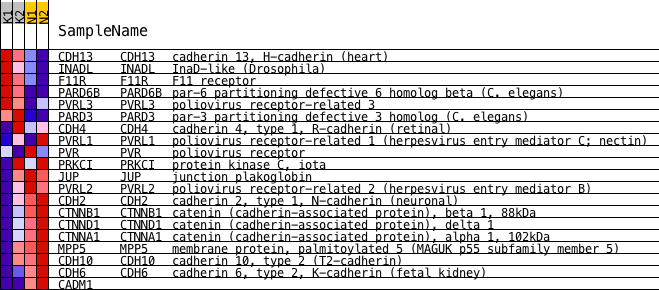 K1 K2 N1 N2
SampleName
CDH13 CDH13 cadherin 13, H-cadherin (heart)
INADL INADL InaD-like (Drosophila)
F11R F11R F11 receptor
PARD6B PARD6B par-6 partitioning defective 6 homolog beta (C. elegans)
PVRL3 PVRL3 poliovirus receptor-related 3
PARD3 PARD3 par-3 partitioning defective 3 homolog (C. elegans)
CDH4 CDH4 cadherin 4, type 1, R-cadherin (retinal)
PVRL1 PVRL1 poliovirus receptor-related 1 (herpesvirus entry mediator C; nectin)
PVR PVR poliovirus receptor
PRKCI PRKCI protein kinase C, iota
JUP JUP junction plakoglobin
PVRL2 PVRL2 poliovirus receptor-related 2 (herpesvirus entry mediator B)
CDH2 CDH2 cadherin 2, type 1, N-cadherin (neuronal)
CTNNB1 CTNNB1 catenin (cadherin-associated protein), beta 1, 88kDa
CTNND1 CTNND1 catenin (cadherin-associated protein), delta 1
CTNNA1 CTNNA1 catenin (cadherin-associated protein), alpha 1, 102kDa
MPP5 MPP5 membrane protein, palmitoylated 5 (MAGUK p55 subfamily member 5)
CDH10 CDH10 cadherin 10, type 2 (T2-cadherin)
CDH6 CDH6 cadherin 6, type 2, K-cadherin (fetal kidney)
CADM1